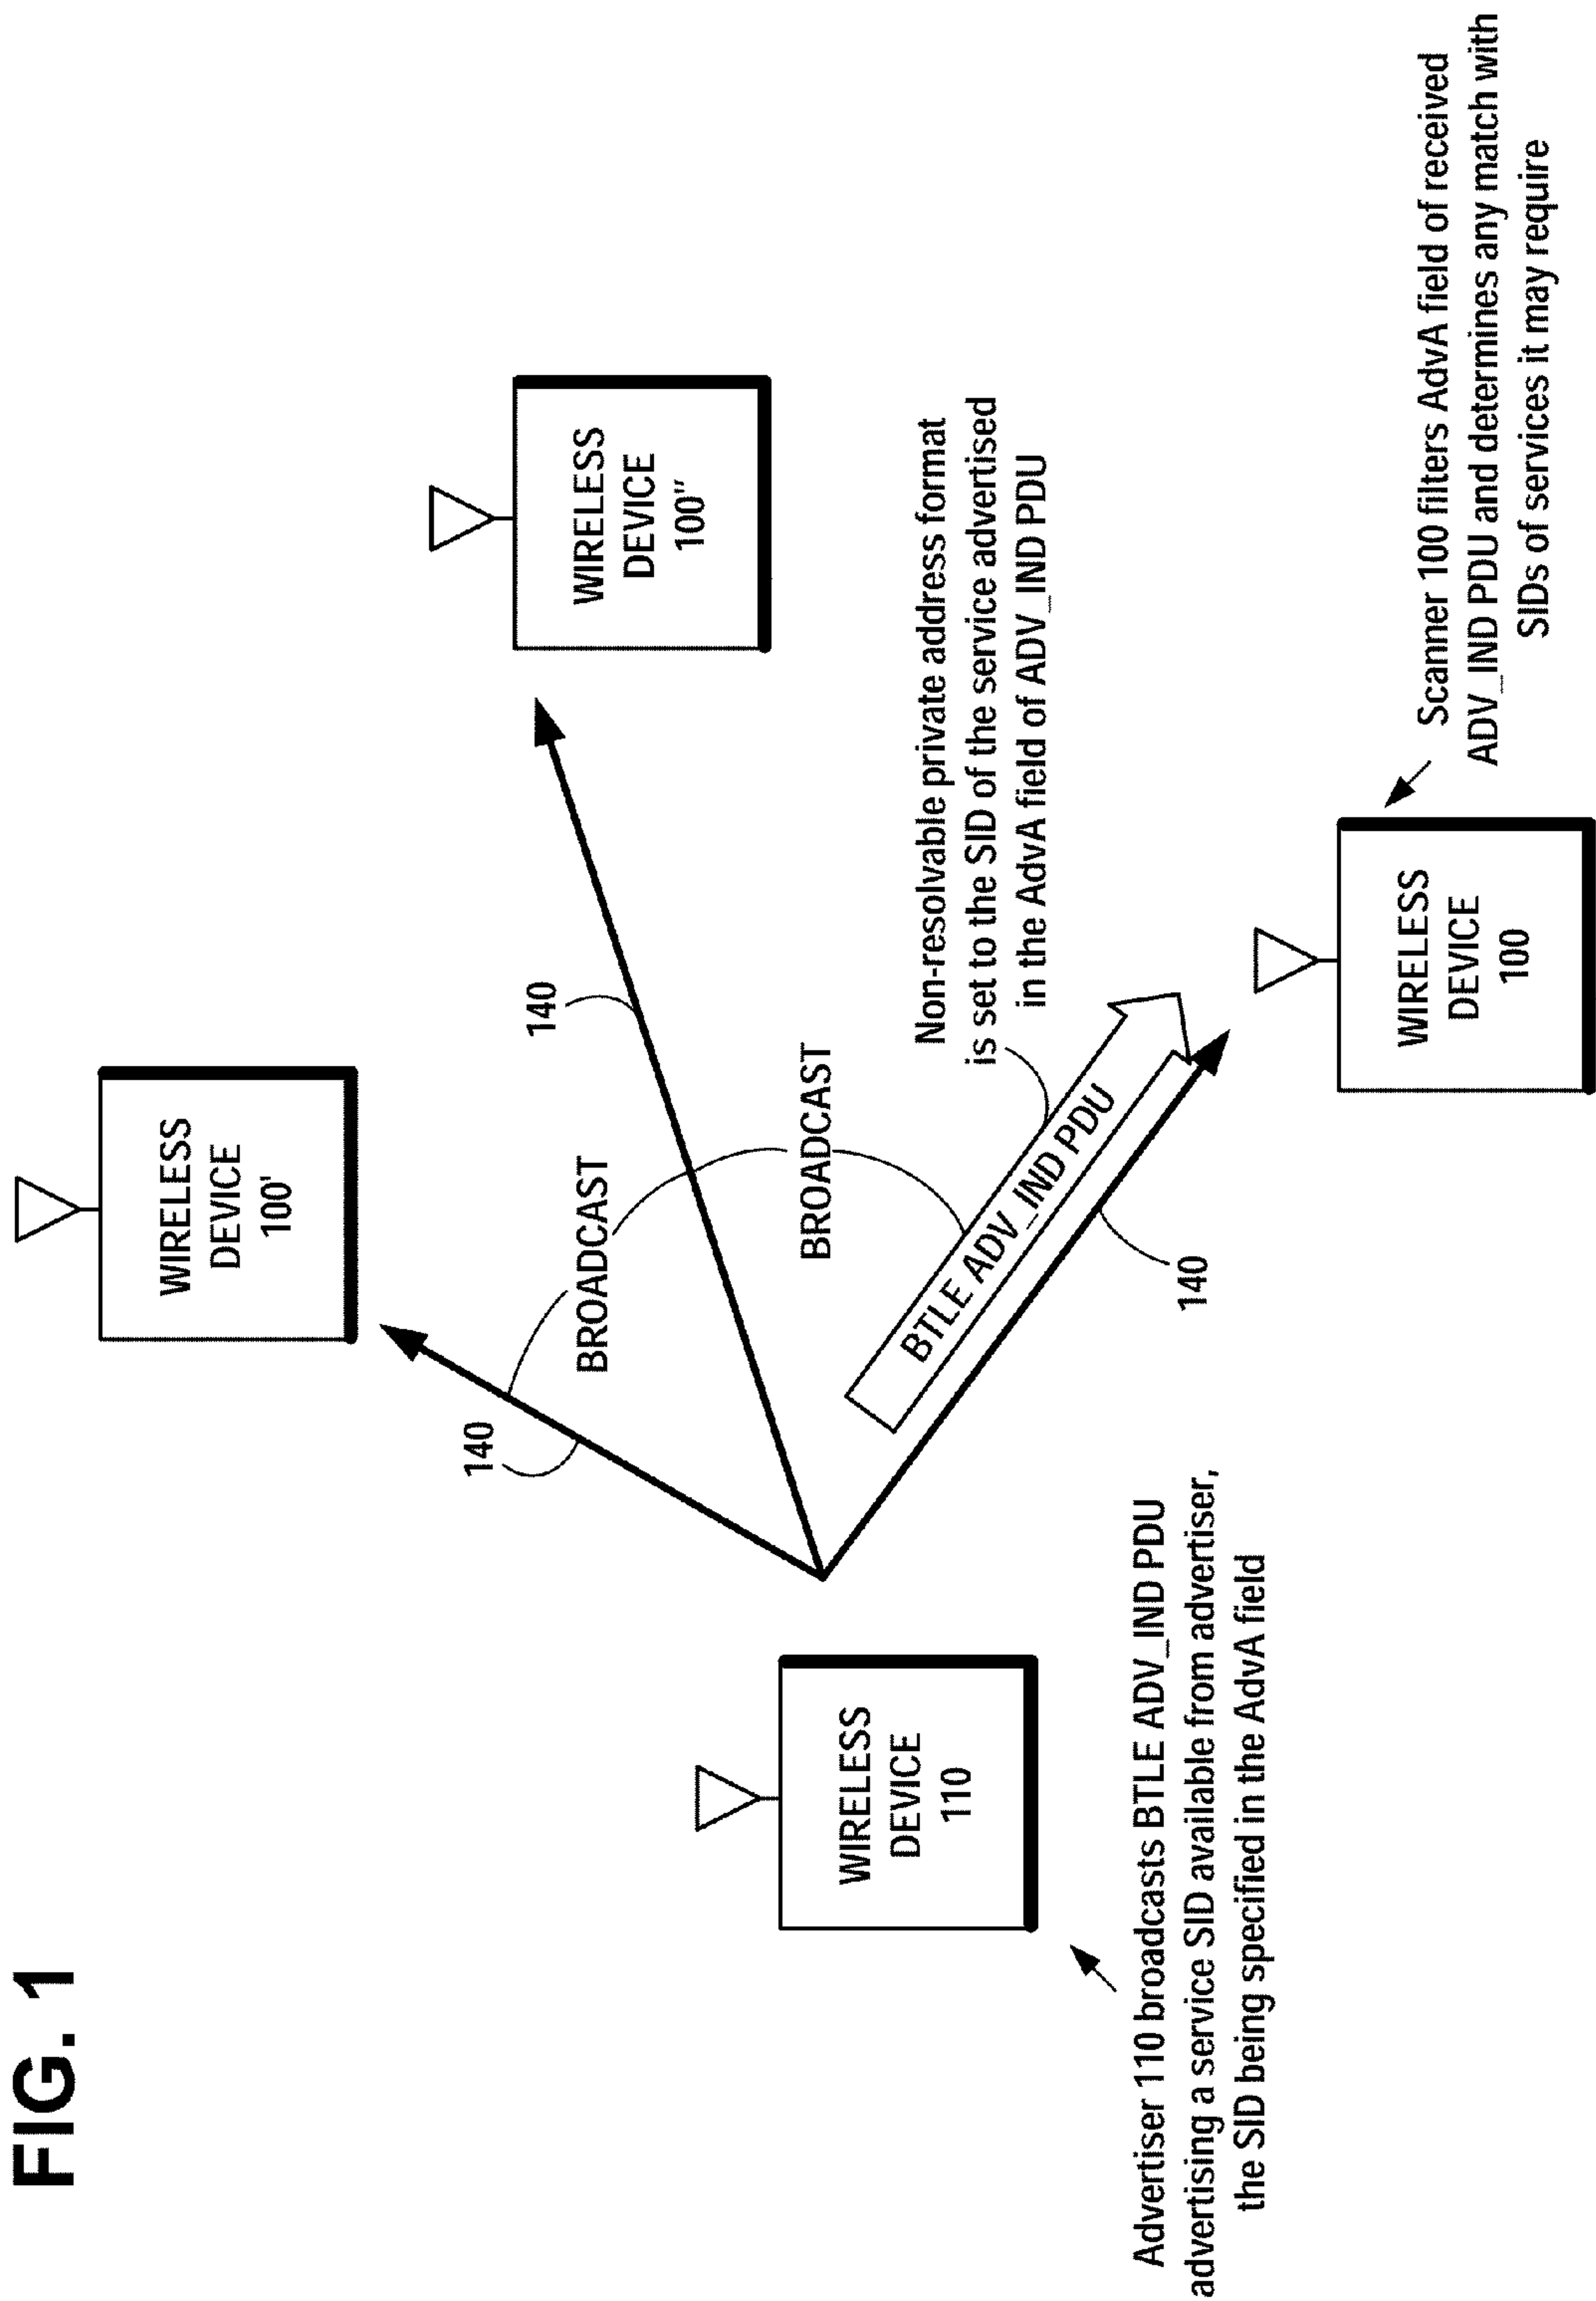 FIG. 1
WIRELESS
DEVICE
100'
WIRELESS
DEVICE
100"
140
140
BROADCAST
BROADCAST
WIRELESS
DEVICE
110
Non-resolvable private address format
is set to the SID of the service advertised
in the AdvA field of ADV_IND PDU
BTLE ADV_IND PDU
140
Advertiser 110 broadcasts BTLE ADV_IND PDU
advertising a service SID available from advertiser,
the SID being specified in the AdvA field
WIRELESS
DEVICE
100
Scanner 100 filters AdvA field of received
ADV_IND PDU and determines any match with
SIDs of services it may require